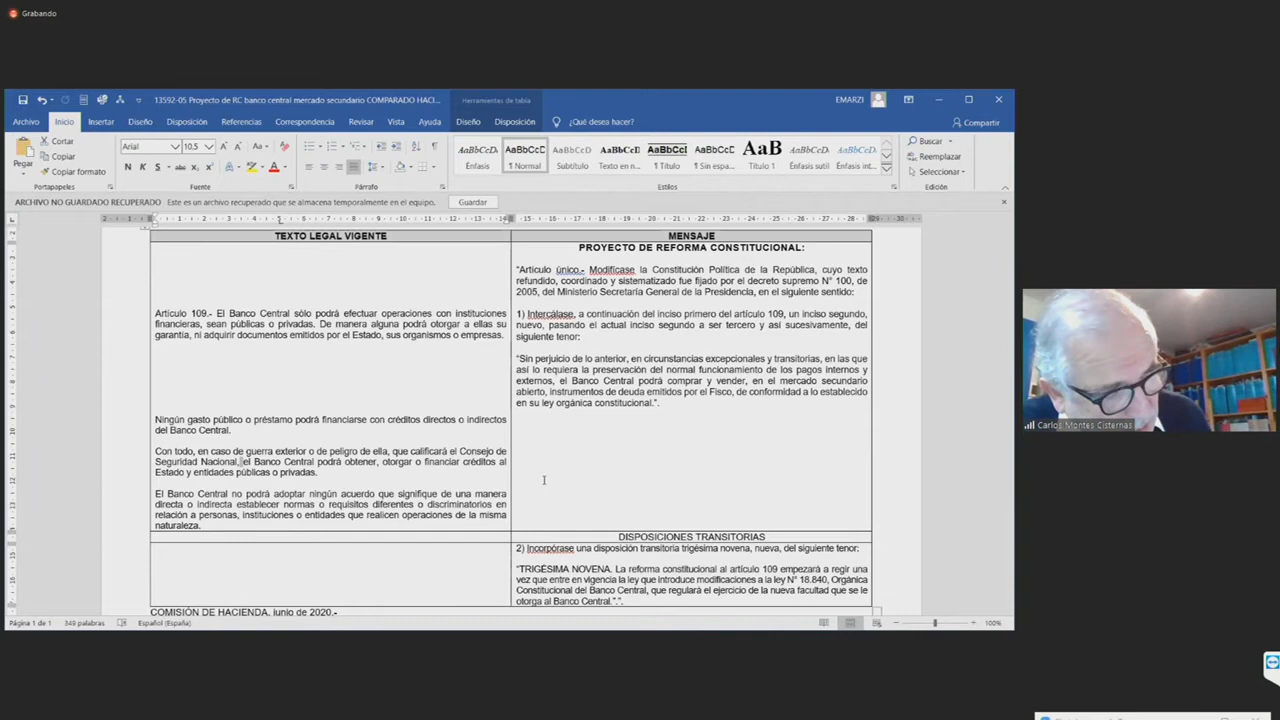 Grabando
13592-05 Proyecto de RC banco central mercado secundario COMPARADO HACI...
Herramientas de tabla
EMARZI
Archivo Inicio Insertar Diseño Disposición Referencias Correspondencia Revisar Vista Ayuda Diseño Disposición ¿Qué desea hacer? Compartir
Pegar
Cortar
Copiar
Copiar formato
Portapapeles
Arial 10,5
N K S abc x₂ x²
Fuente
Párrafo
AaBbCcDc AaBbCcC AaBbCcDc AaBbCcDc AaBbCcC AaBbCcDc AaB AaBbCcDc AaBbCcDc
Énfasis ¶ Normal Subtítulo Texto en n... ¶ Título ¶ Sin espa... Título 1 Énfasis sutil Énfasis int...
Estilos
Buscar
Reemplazar
Seleccionar
Edición
ARCHIVO NO GUARDADO RECUPERADO Este es un archivo recuperado que se almacena temporalmente en el equipo. Guardar
TEXTO LEGAL VIGENTE
Artículo 109.- El Banco Central sólo podrá efectuar operaciones con instituciones
financieras, sean públicas o privadas. De manera alguna podrá otorgar a ellas su
garantía, ni adquirir documentos emitidos por el Estado, sus organismos o empresas.
Ningún gasto público o préstamo podrá financiarse con créditos directos o indirectos
del Banco Central.
Con todo, en caso de guerra exterior o de peligro de ella, que calificará el Consejo de
Seguridad Nacional, el Banco Central podrá obtener, otorgar o financiar créditos al
Estado y entidades públicas o privadas.
El Banco Central no podrá adoptar ningún acuerdo que signifique de una manera
directa o indirecta establecer normas o requisitos diferentes o discriminatorios en
relación a personas, instituciones o entidades que realicen operaciones de la misma
naturaleza.
MENSAJE
PROYECTO DE REFORMA CONSTITUCIONAL:
“Artículo único.- Modifícase la Constitución Política de la República, cuyo texto
refundido, coordinado y sistematizado fue fijado por el decreto supremo N° 100, de
2005, del Ministerio Secretaría General de la Presidencia, en el siguiente sentido:
1) Intercálase, a continuación del inciso primero del artículo 109, un inciso segundo,
nuevo, pasando el actual inciso segundo a ser tercero y así sucesivamente, del
siguiente tenor:
“Sin perjuicio de lo anterior, en circunstancias excepcionales y transitorias, en las que
así lo requiera la preservación del normal funcionamiento de los pagos internos y
externos, el Banco Central podrá comprar y vender, en el mercado secundario
abierto, instrumentos de deuda emitidos por el Fisco, de conformidad a lo establecido
en su ley orgánica constitucional.”.
DISPOSICIONES TRANSITORIAS
2) Incorpórase una disposición transitoria trigésima novena, nueva, del siguiente tenor:
“TRIGÉSIMA NOVENA. La reforma constitucional al artículo 109 empezará a regir una
vez que entre en vigencia la ley que introduce modificaciones a la ley N° 18.840, Orgánica
Constitucional del Banco Central, que regulará el ejercicio de la nueva facultad que se le
otorga al Banco Central.”.”.
COMISIÓN DE HACIENDA, junio de 2020.-
Página 1 de 1 349 palabras Español (España) 100%
Carlos Montes Cisternas